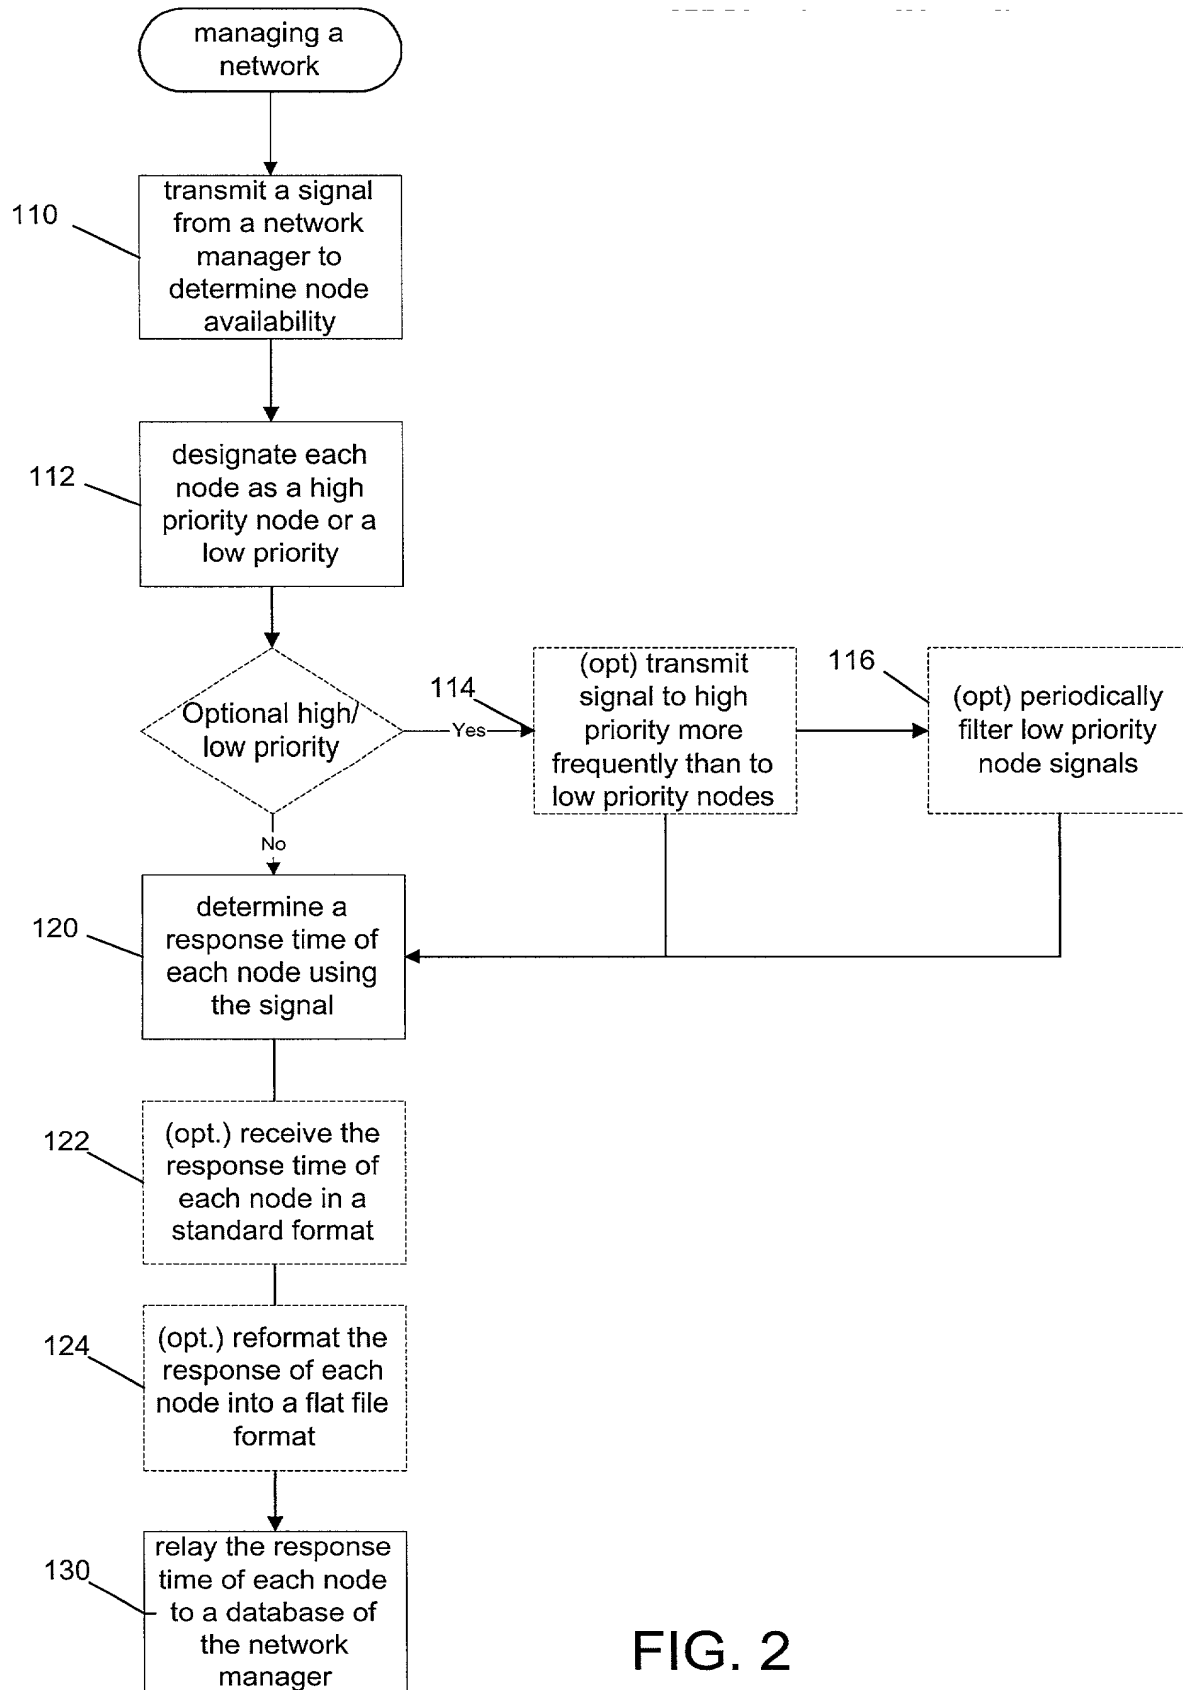 managing a
network
110
transmit a signal
from a network
manager to
determine node
availability
112
designate each
node as a high
priority node or a
low priority
Optional high/
low priority
Yes
114
(opt) transmit
signal to high
priority more
frequently than to
low priority nodes
116
(opt) periodically
filter low priority
node signals
No
120
determine a
response time of
each node using
the signal
122
(opt.) receive the
response time of
each node in a
standard format
124
(opt.) reformat the
response of each
node into a flat file
format
130
relay the response
time of each node
to a database of
the network
manager
FIG. 2